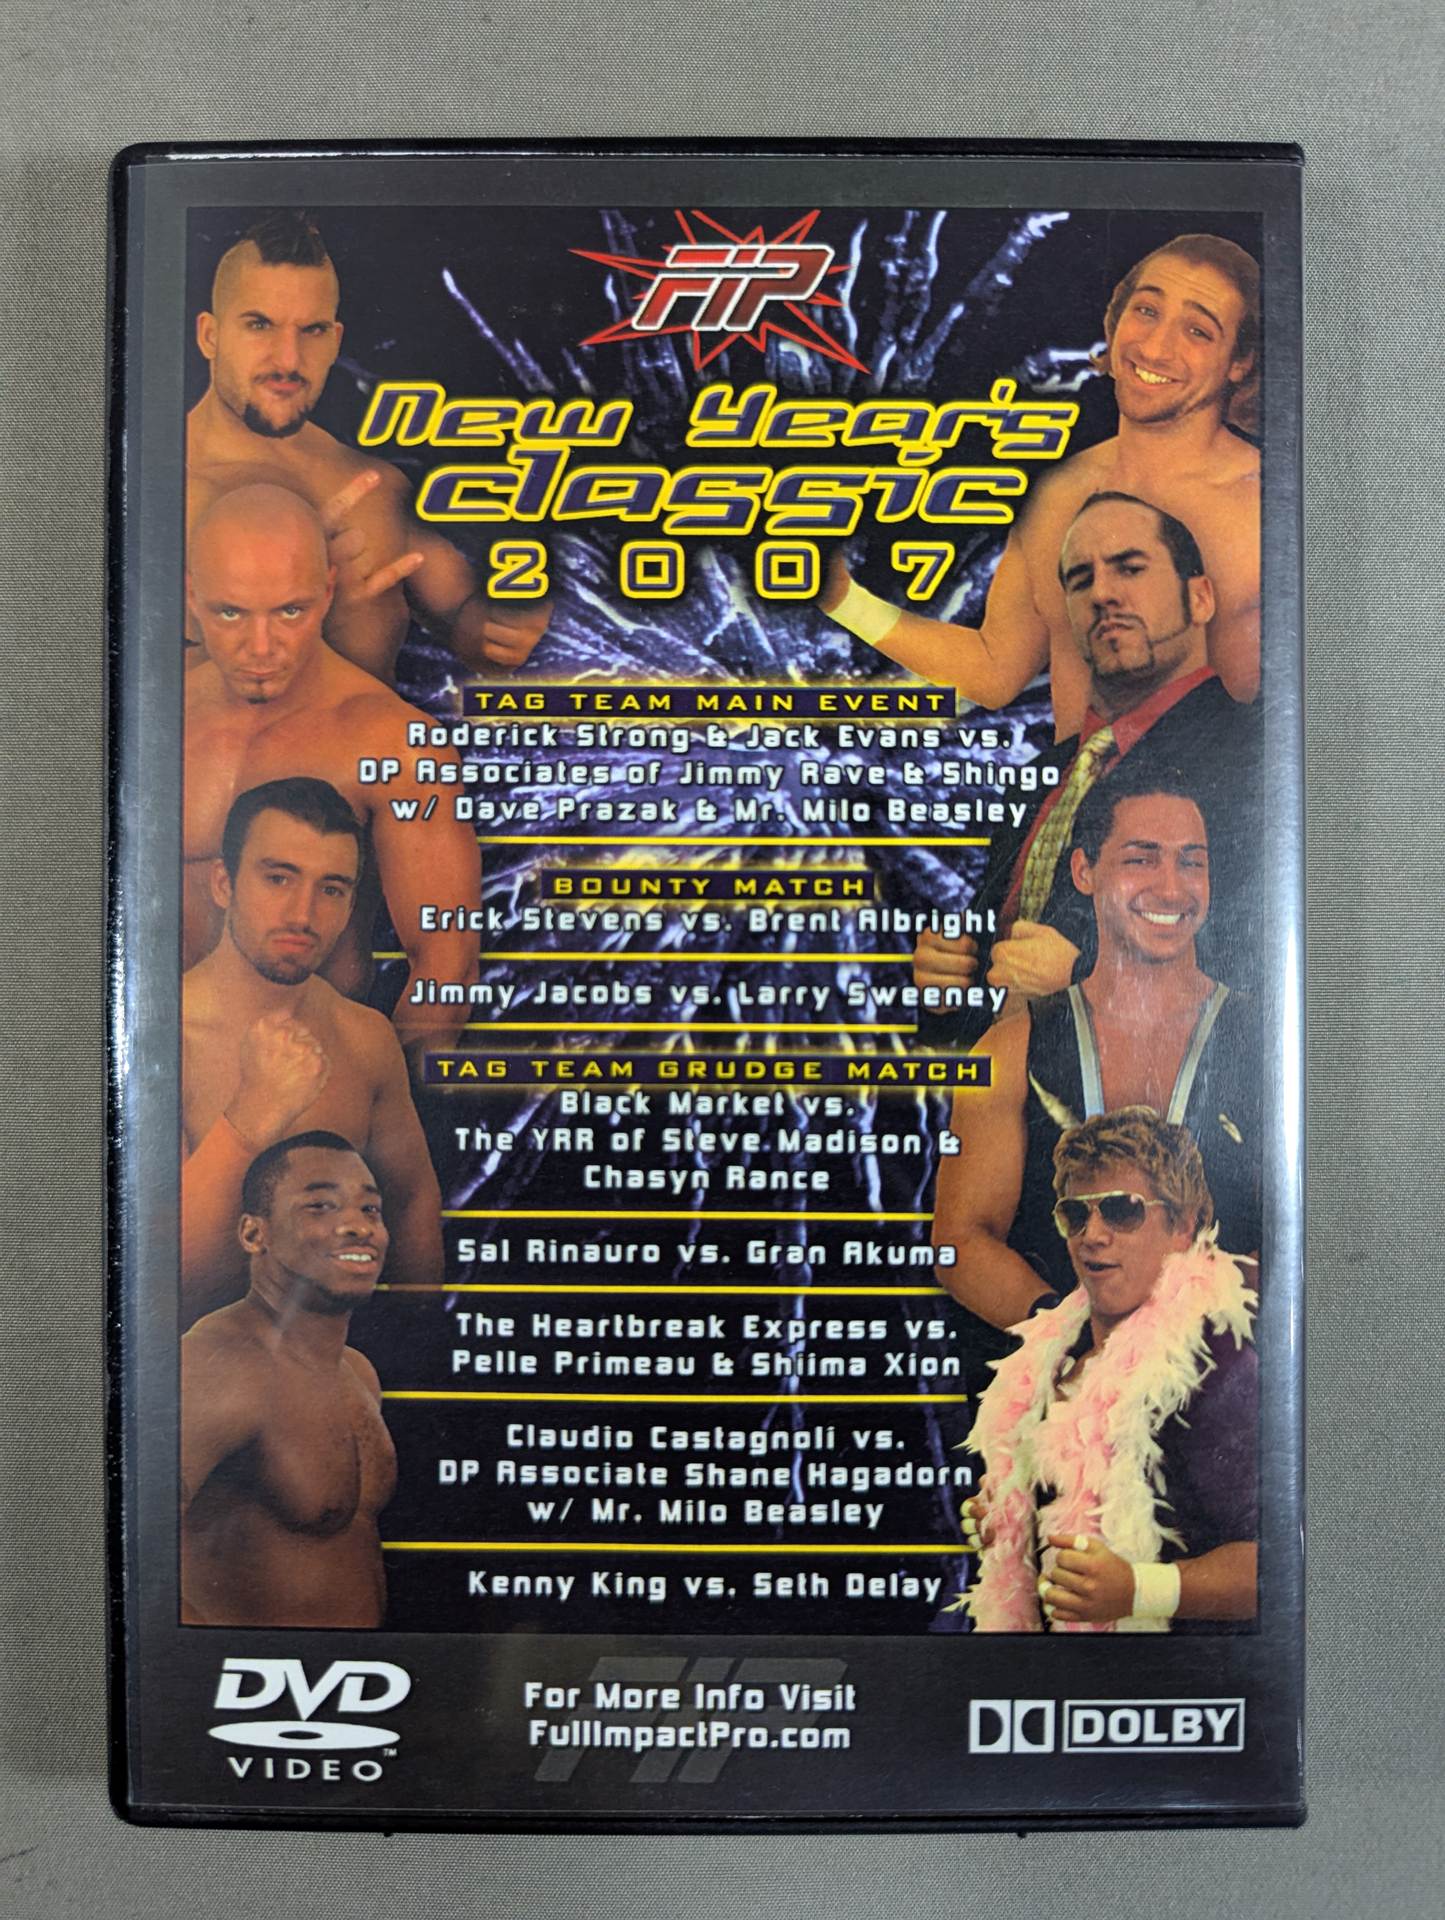 FIP
New Year's
classic
2007
TAG TEAM MAIN EVENT
Roderick Strong & Jack Evans vs.
DP Associates of Jimmy Rave & Shingo
w/ Dave Prazak & Mr. Milo Beasley
BOUNTY MATCH
Erick Stevens vs. Brent Albright
Jimmy Jacobs vs. Larry Sweeney
TAG TEAM GRUDGE MATCH
Black Market vs.
The YRR of Steve Madison &
Chasyn Rance
Sal Rinauro vs. Gran Akuma
The Heartbreak Express vs.
Pelle Primeau & Shiima Xion
Claudio Castagnoli vs.
DP Associate Shane Hagadorn
w/ Mr. Milo Beasley
Kenny King vs. Seth Delay
DVD
VIDEO™
FIP
For More Info Visit
FullImpactPro.com
DOLBY